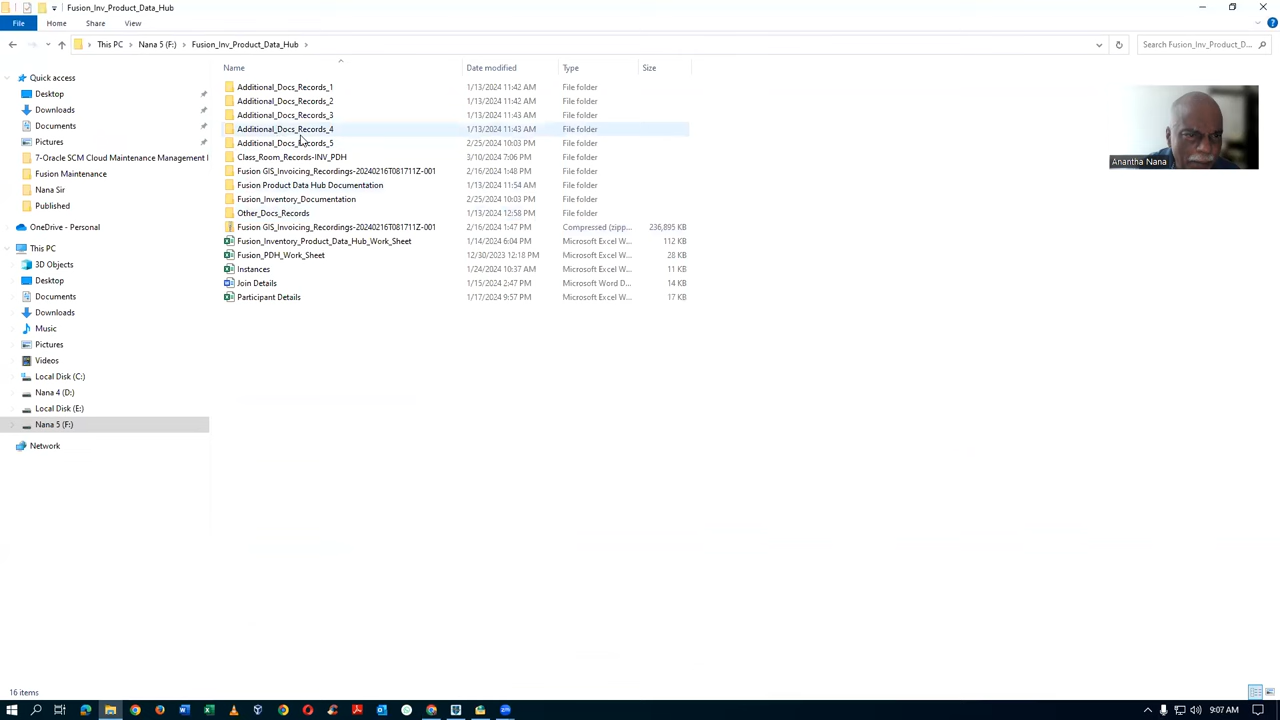 Fusion_Inv_Product_Data_Hub
File
Home
Share
View
This PC
Nana 5 (F:)
Fusion_Inv_Product_Data_Hub
Search Fusion_Inv_Product_D...
Name
Date modified
Type
Size
Quick access
Desktop
Downloads
Documents
Pictures
7-Oracle SCM Cloud Maintenance Management I
Fusion Maintenance
Nana Sir
Published
OneDrive - Personal
This PC
3D Objects
Desktop
Documents
Downloads
Music
Pictures
Videos
Local Disk (C:)
Nana 4 (D:)
Local Disk (E:)
Nana 5 (F:)
Network
Additional_Docs_Records_1 1/13/2024 11:42 AM File folder
Additional_Docs_Records_2 1/13/2024 11:42 AM File folder
Additional_Docs_Records_3 1/13/2024 11:43 AM File folder
Additional_Docs_Records_4 1/13/2024 11:43 AM File folder
Additional_Docs_Records_5 2/25/2024 10:03 PM File folder
Class_Room_Records-INV_PDH 3/10/2024 7:06 PM File folder
Fusion GIS_Invoicing_Recordings-20240216T081711Z-001 2/16/2024 1:48 PM File folder
Fusion Product Data Hub Documentation 1/13/2024 11:54 AM File folder
Fusion_Inventory_Documentation 2/25/2024 10:03 PM File folder
Other_Docs_Records 1/13/2024 12:58 PM File folder
Fusion GIS_Invoicing_Recordings-20240216T081711Z-001 2/16/2024 1:47 PM Compressed (zipp... 236,895 KB
Fusion_Inventory_Product_Data_Hub_Work_Sheet 1/14/2024 6:04 PM Microsoft Excel W... 112 KB
Fusion_PDH_Work_Sheet 12/30/2023 12:18 PM Microsoft Excel W... 28 KB
Instances 1/24/2024 10:37 AM Microsoft Excel W... 11 KB
Join Details 1/15/2024 2:47 PM Microsoft Word D... 14 KB
Participant Details 1/17/2024 9:57 PM Microsoft Excel W... 17 KB
Anantha Nana
16 items
9:07 AM